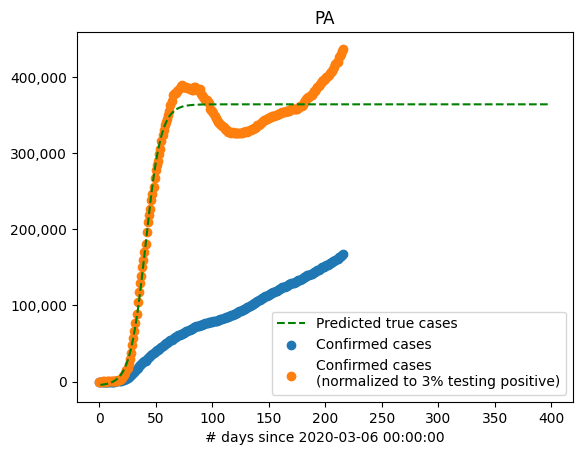 PA
400,000
300,000
200,000
100,000
0
Predicted true cases
Confirmed cases
Confirmed cases
(normalized to 3% testing positive)
0 50 100 150 200 250 300 350 400
# days since 2020-03-06 00:00:00